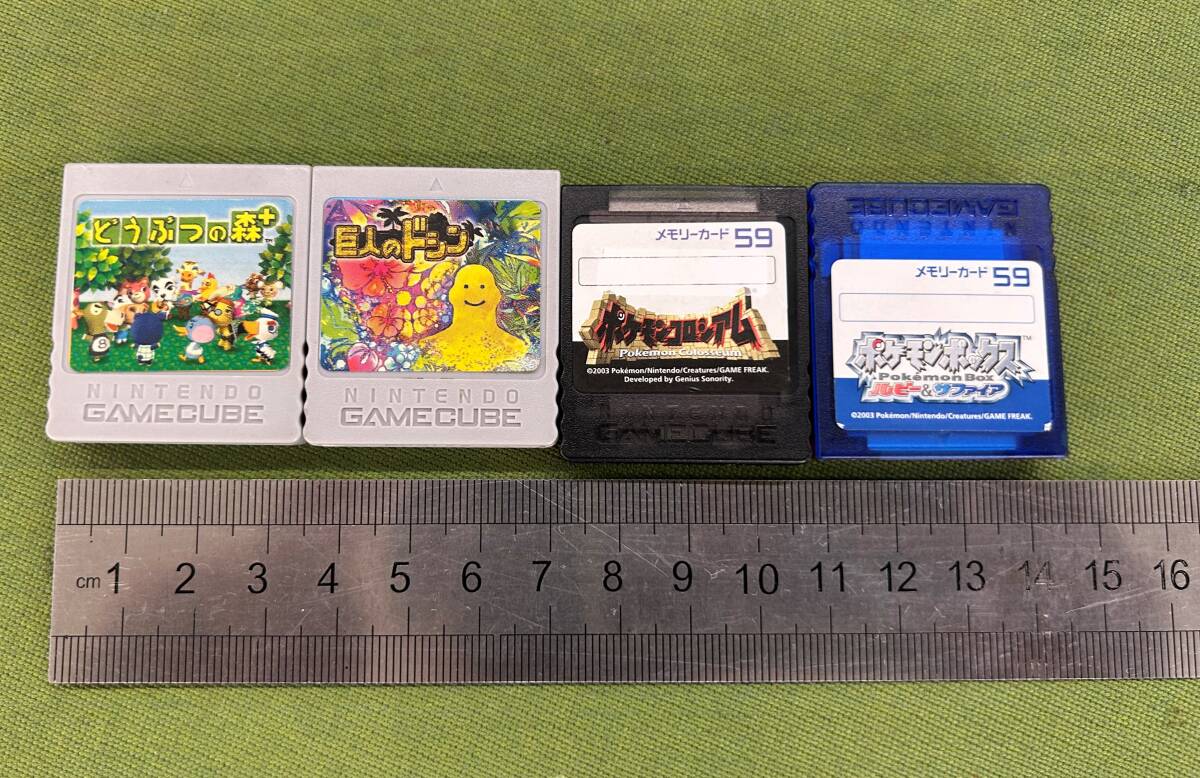 どうぶつの森+
8
NINTENDO
GAMECUBE
巨人のドシン
NINTENDO
GAMECUBE
メモリーカード 59
ポケモンコロシアム
Pokémon Colosseum
©2003 Pokémon/Nintendo/Creatures/GAME FREAK.
Developed by Genius Sonority.
NINTENDO
GAMECUBE
NINTENDO
GAMECUBE
メモリーカード 59
ポケモンボックス™
Pokémon Box
ルビー&サファイア
©2003 Pokémon/Nintendo/Creatures/GAME FREAK.
cm 1 2 3 4 5 6 7 8 9 10 11 12 13 14 15 16